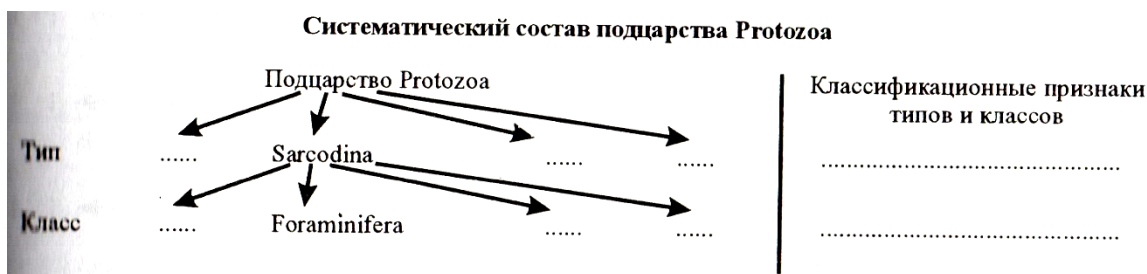 Систематический состав подцарства Protozoa
Подцарство Protozoa
Классификационные признаки
типов и классов
Тип ...... Sarcodina ...... ...... ........................................
Класс ...... Foraminifera ...... ...... ........................................